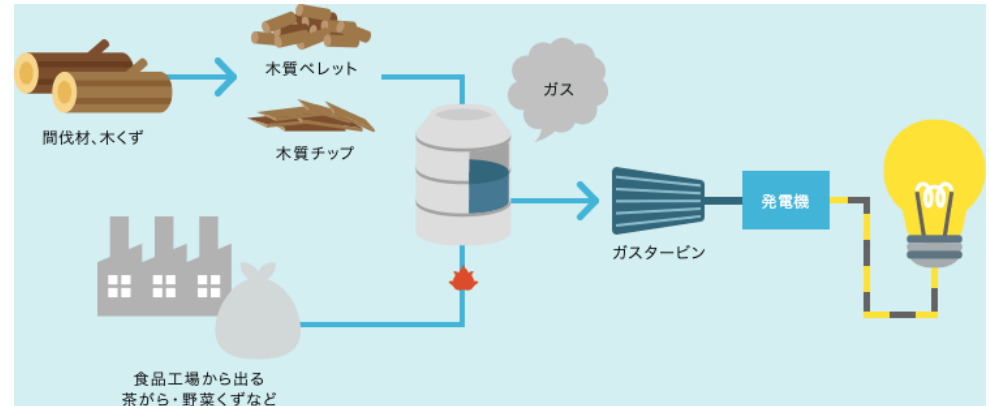 間伐材、木くず
木質ペレット
木質チップ
ガス
ガスタービン
発電機
食品工場から出る
茶がら・野菜くずなど